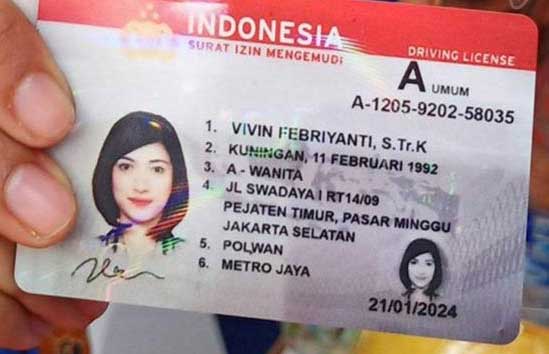 INDONESIA
SURAT IZIN MENGEMUDI
DRIVING LICENSE
A UMUM
A-1205-9202-58035
1. VIVIN FEBRIYANTI, S.Tr.K
2. KUNINGAN, 11 FEBRUARI 1992
3. A - WANITA
4. JL SWADAYA I RT14/09
PEJATEN TIMUR, PASAR MINGGU
JAKARTA SELATAN
5. POLWAN
6. METRO JAYA
21/01/2024